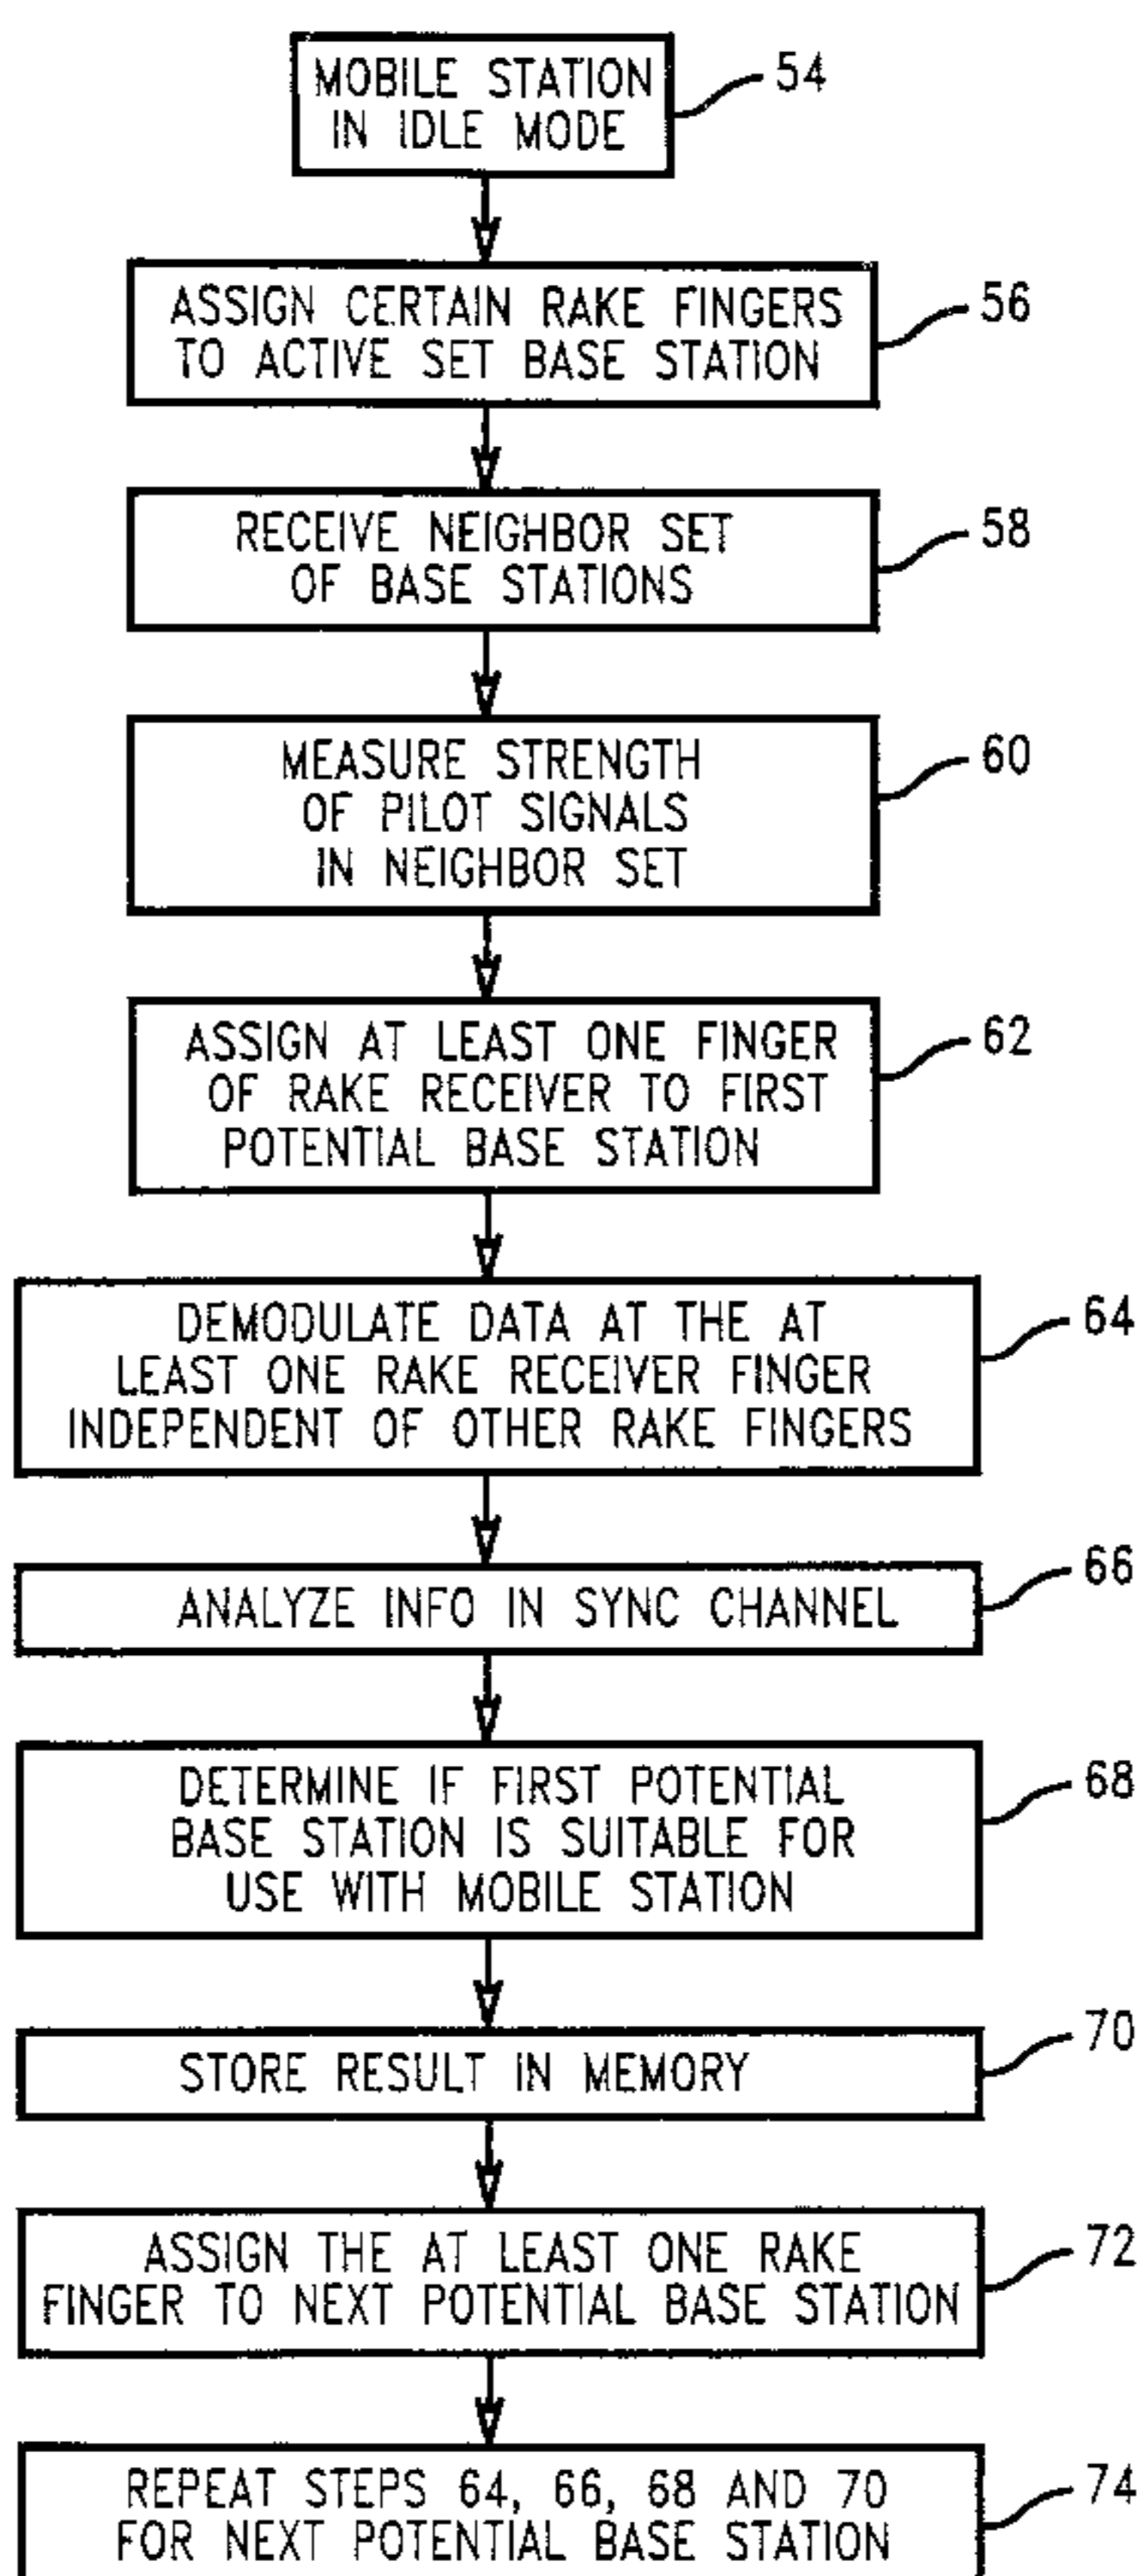 MOBILE STATION
IN IDLE MODE
54
ASSIGN CERTAIN RAKE FINGERS
TO ACTIVE SET BASE STATION
56
RECEIVE NEIGHBOR SET
OF BASE STATIONS
58
MEASURE STRENGTH
OF PILOT SIGNALS
IN NEIGHBOR SET
60
ASSIGN AT LEAST ONE FINGER
OF RAKE RECEIVER TO FIRST
POTENTIAL BASE STATION
62
DEMODULATE DATA AT THE AT
LEAST ONE RAKE RECEIVER FINGER
INDEPENDENT OF OTHER RAKE FINGERS
64
ANALYZE INFO IN SYNC CHANNEL
66
DETERMINE IF FIRST POTENTIAL
BASE STATION IS SUITABLE FOR
USE WITH MOBILE STATION
68
STORE RESULT IN MEMORY
70
ASSIGN THE AT LEAST ONE RAKE
FINGER TO NEXT POTENTIAL BASE STATION
72
REPEAT STEPS 64, 66, 68 AND 70
FOR NEXT POTENTIAL BASE STATION
74